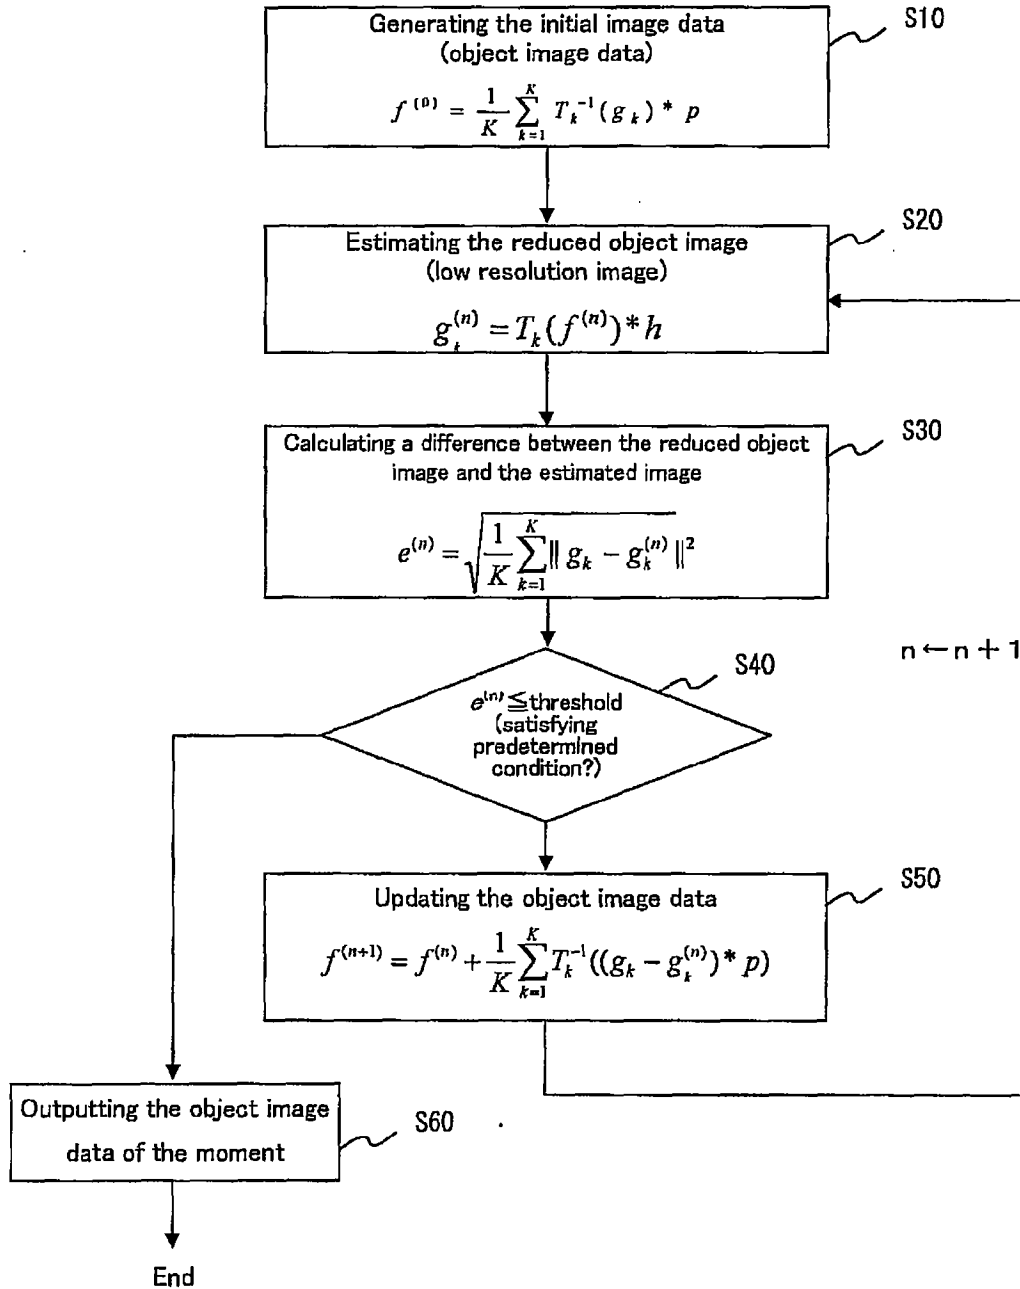 Generating the initial image data
(object image data)
f^(0) = 1/K ∑_{k=1}^{K} T_k^{-1}(g_k) * p
S10
Estimating the reduced object image
(low resolution image)
g_k^(n) = T_k(f^(n)) * h
S20
Calculating a difference between the reduced object
image and the estimated image
e^(n) = √(1/K ∑_{k=1}^{K} ‖ g_k − g_k^(n) ‖²)
S30
n ← n + 1
e^(n) ≦ threshold
(satisfying
predetermined
condition?)
S40
Updating the object image data
f^(n+1) = f^(n) + 1/K ∑_{k=1}^{K} T_k^{-1}((g_k − g_k^(n)) * p)
S50
Outputting the object image
data of the moment
S60
End